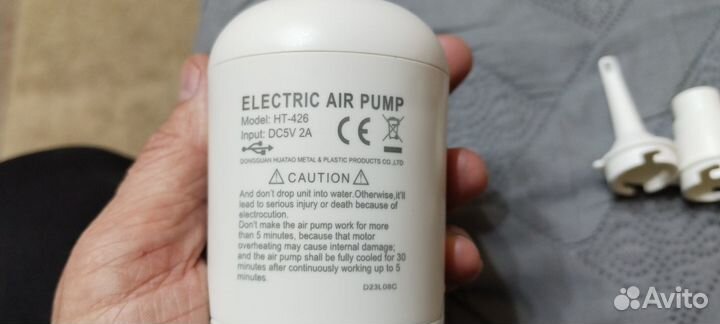 ELECTRIC AIR PUMP
Model: HT-426
Input: DC5V 2A
CE
DONGGUAN HUATAO METAL & PLASTIC PRODUCTS CO.,LTD
CAUTION
And don't drop unit into water.Otherwise,it'll
lead to serious injury or death because of
electrocution.
Don't make the air pump work for more
than 5 minutes, because that motor
overheating may cause internal damage;
and the air pump shall be fully cooled for 30
minutes after continuously working up to 5
minutes.
D23L08C
Avito